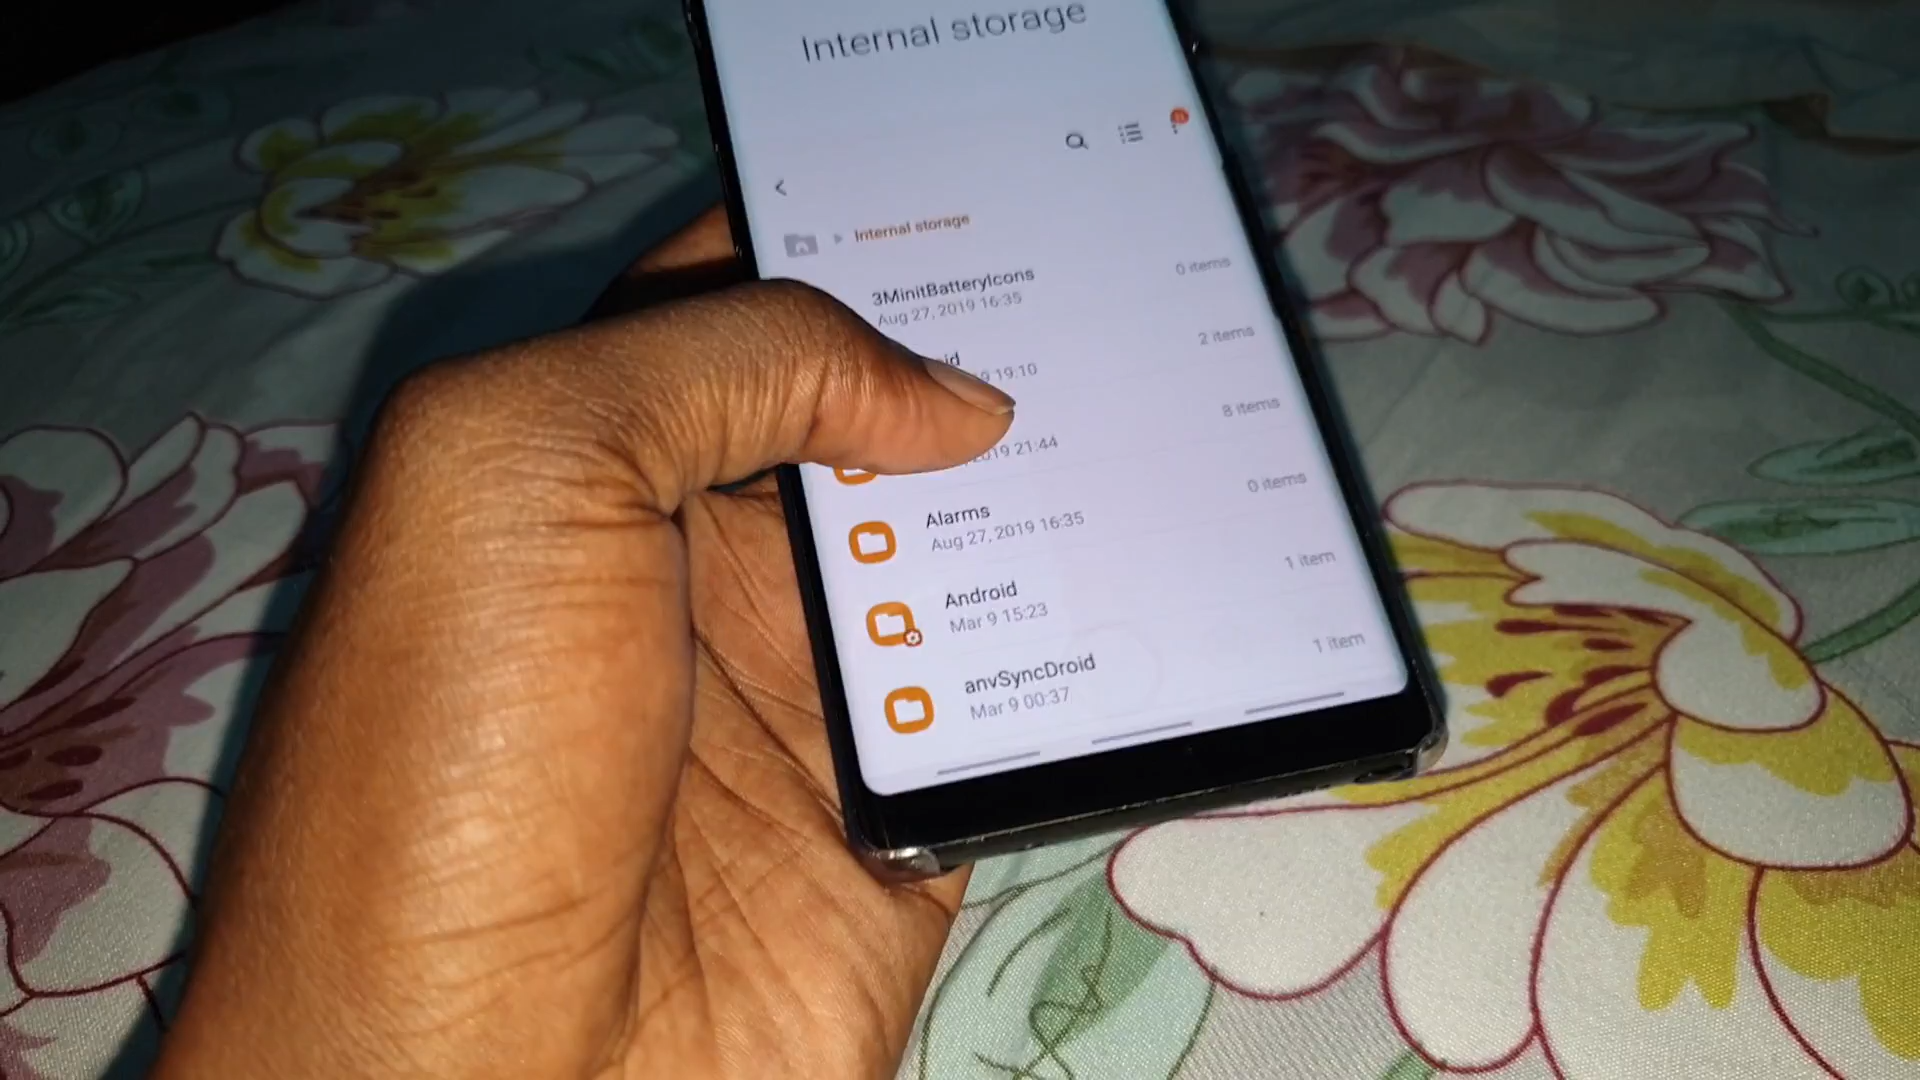 Internal storage
Internal storage
3MinitBatteryIcons
0 items
Aug 27, 2019 16:35
2 items
19:10
8 items
21:44
Alarms
0 items
Aug 27, 2019 16:35
Android
1 item
Mar 9 15:23
anvSyncDroid
1 item
Mar 9 00:37